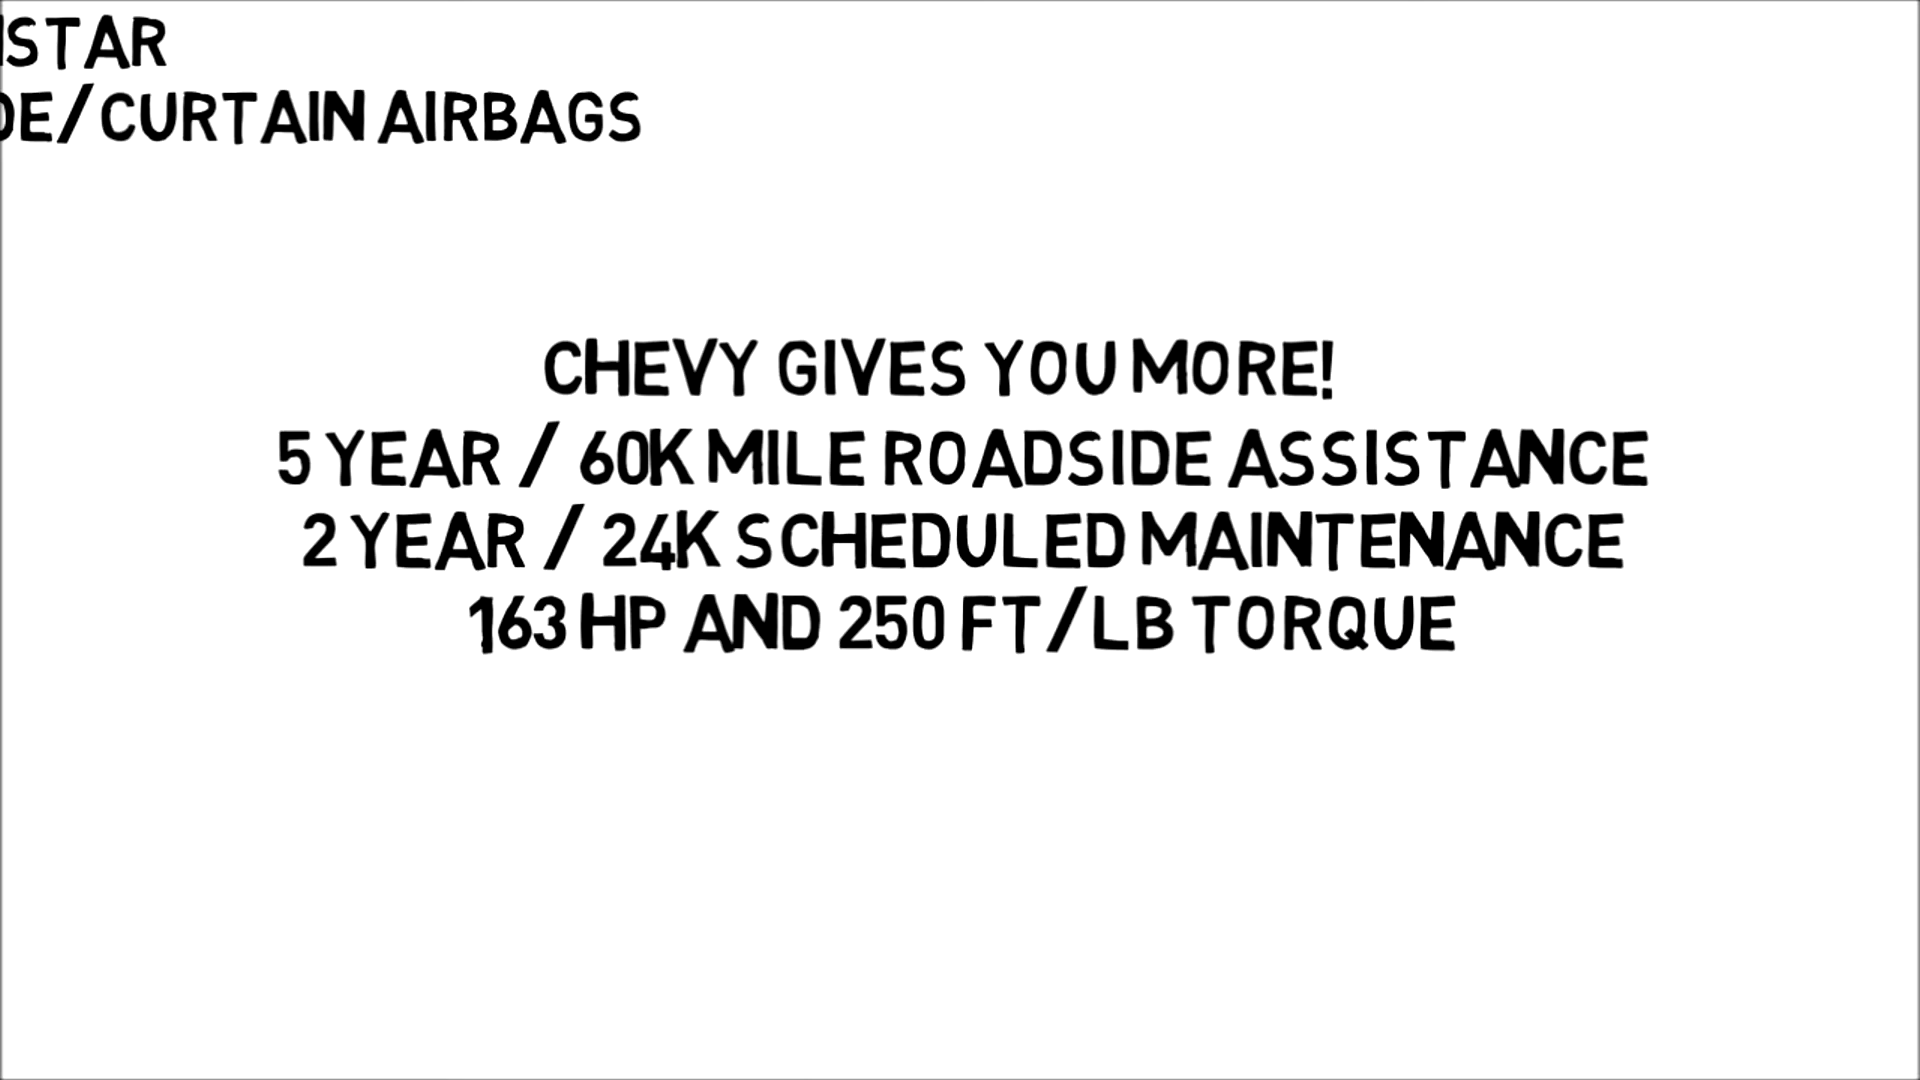 STAR
/CURTAIN AIRBAGS
CHEVY GIVES YOU MORE!
5 YEAR / 60K MILE ROADSIDE ASSISTANCE
2 YEAR / 24K SCHEDULED MAINTENANCE
163 HP AND 250 FT/LB TORQUE